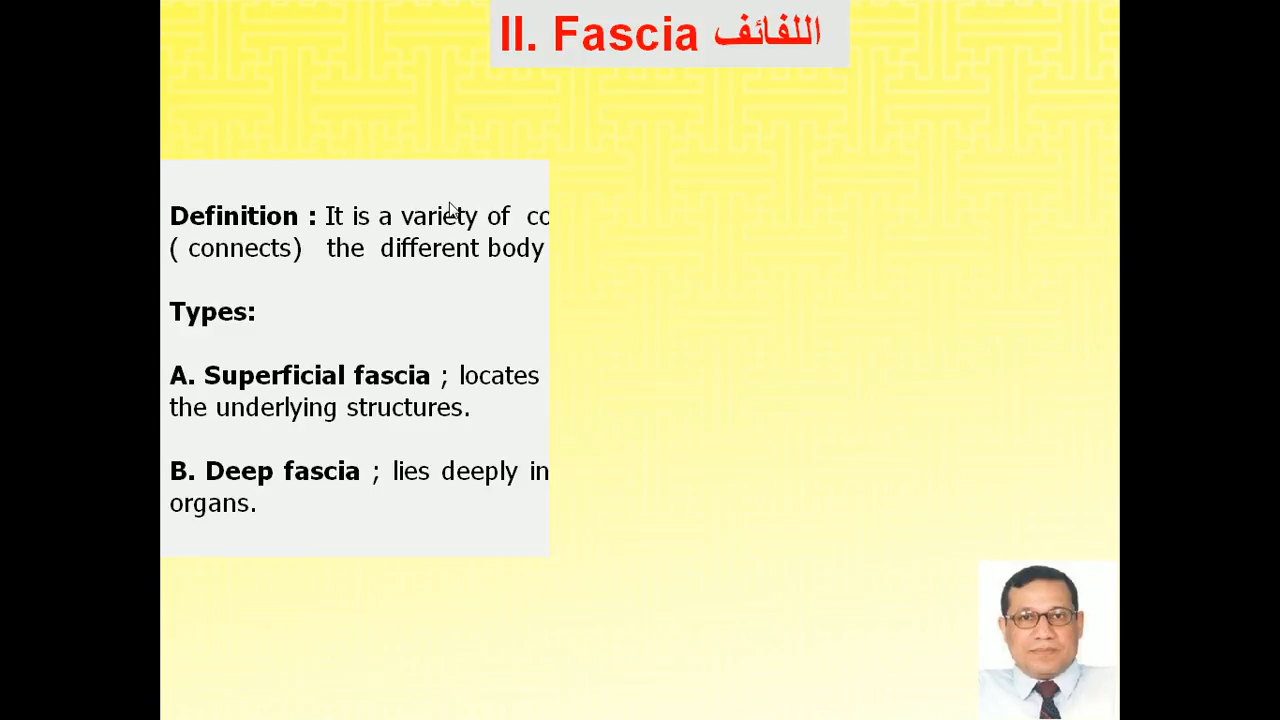 II. Fascia اللفائف
Definition : It is a variety of
( connects) the different body
Types:
A. Superficial fascia ; locates
the underlying structures.
B. Deep fascia ; lies deeply in
organs.